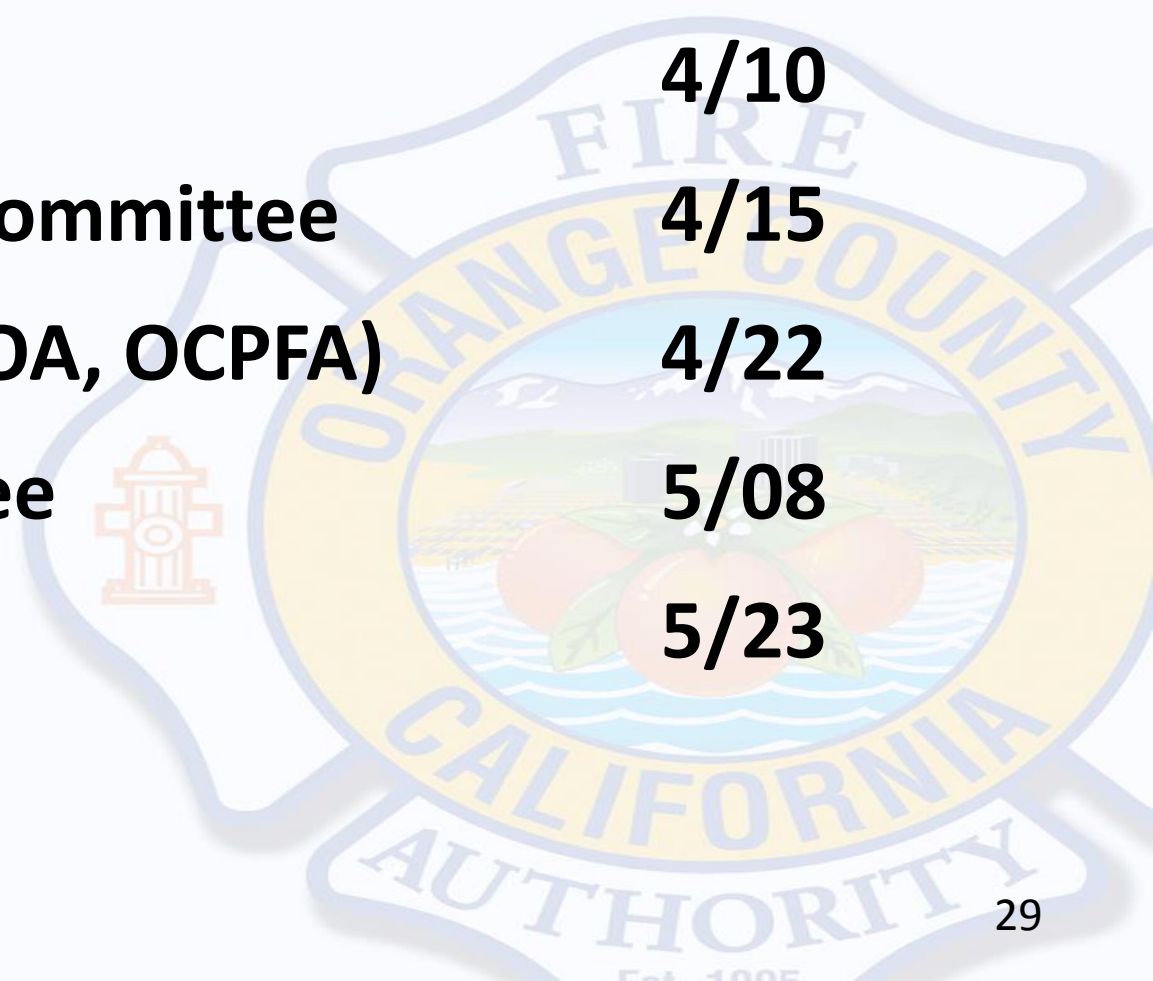 4/10
FIRE
ommittee 4/15
ORANGE COUNTY
OA, OCPFA) 4/22
ee 5/08
5/23
CALIFORNIA
AUTHORITY
29